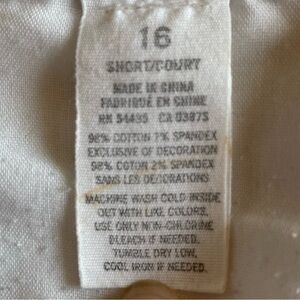 16
SHORT/COURT
MADE IN CHINA
FABRIQUÉ EN CHINE
RN 54435 CA 03875
98% COTTON 2% SPANDEX
EXCLUSIVE OF DECORATION
98% COTON 2% SPANDEX
SANS LES DECORATIONS
MACHINE WASH COLD INSIDE
OUT WITH LIKE COLORS.
USE ONLY NON-CHLORINE
BLEACH IF NEEDED.
TUMBLE DRY LOW.
COOL IRON IF NEEDED.